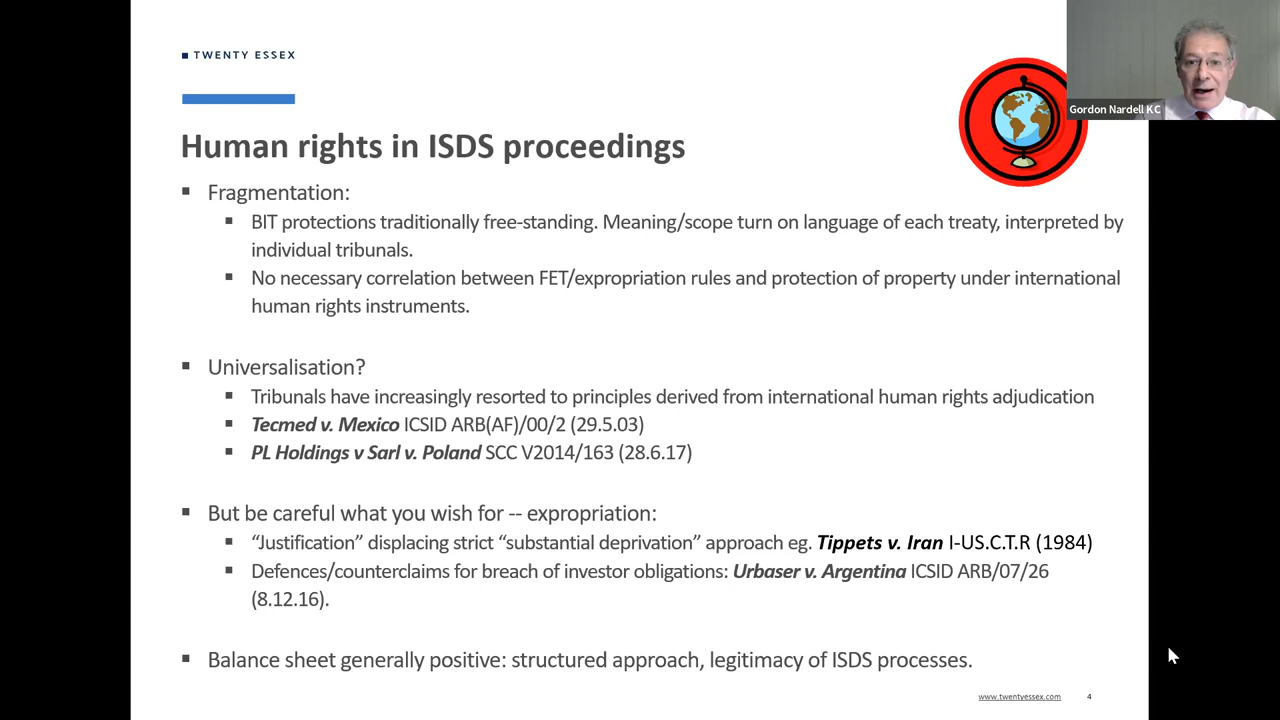 TWENTY ESSEX
Gordon Nardell KC
Human rights in ISDS proceedings
Fragmentation:
BIT protections traditionally free-standing. Meaning/scope turn on language of each treaty, interpreted by
individual tribunals.
No necessary correlation between FET/expropriation rules and protection of property under international
human rights instruments.
Universalisation?
Tribunals have increasingly resorted to principles derived from international human rights adjudication
Tecmed v. Mexico ICSID ARB(AF)/00/2 (29.5.03)
PL Holdings v Sarl v. Poland SCC V2014/163 (28.6.17)
But be careful what you wish for -- expropriation:
“Justification” displacing strict “substantial deprivation” approach eg. Tippets v. Iran I-US.C.T.R (1984)
Defences/counterclaims for breach of investor obligations: Urbaser v. Argentina ICSID ARB/07/26
(8.12.16).
Balance sheet generally positive: structured approach, legitimacy of ISDS processes.
www.twentyessex.com 4